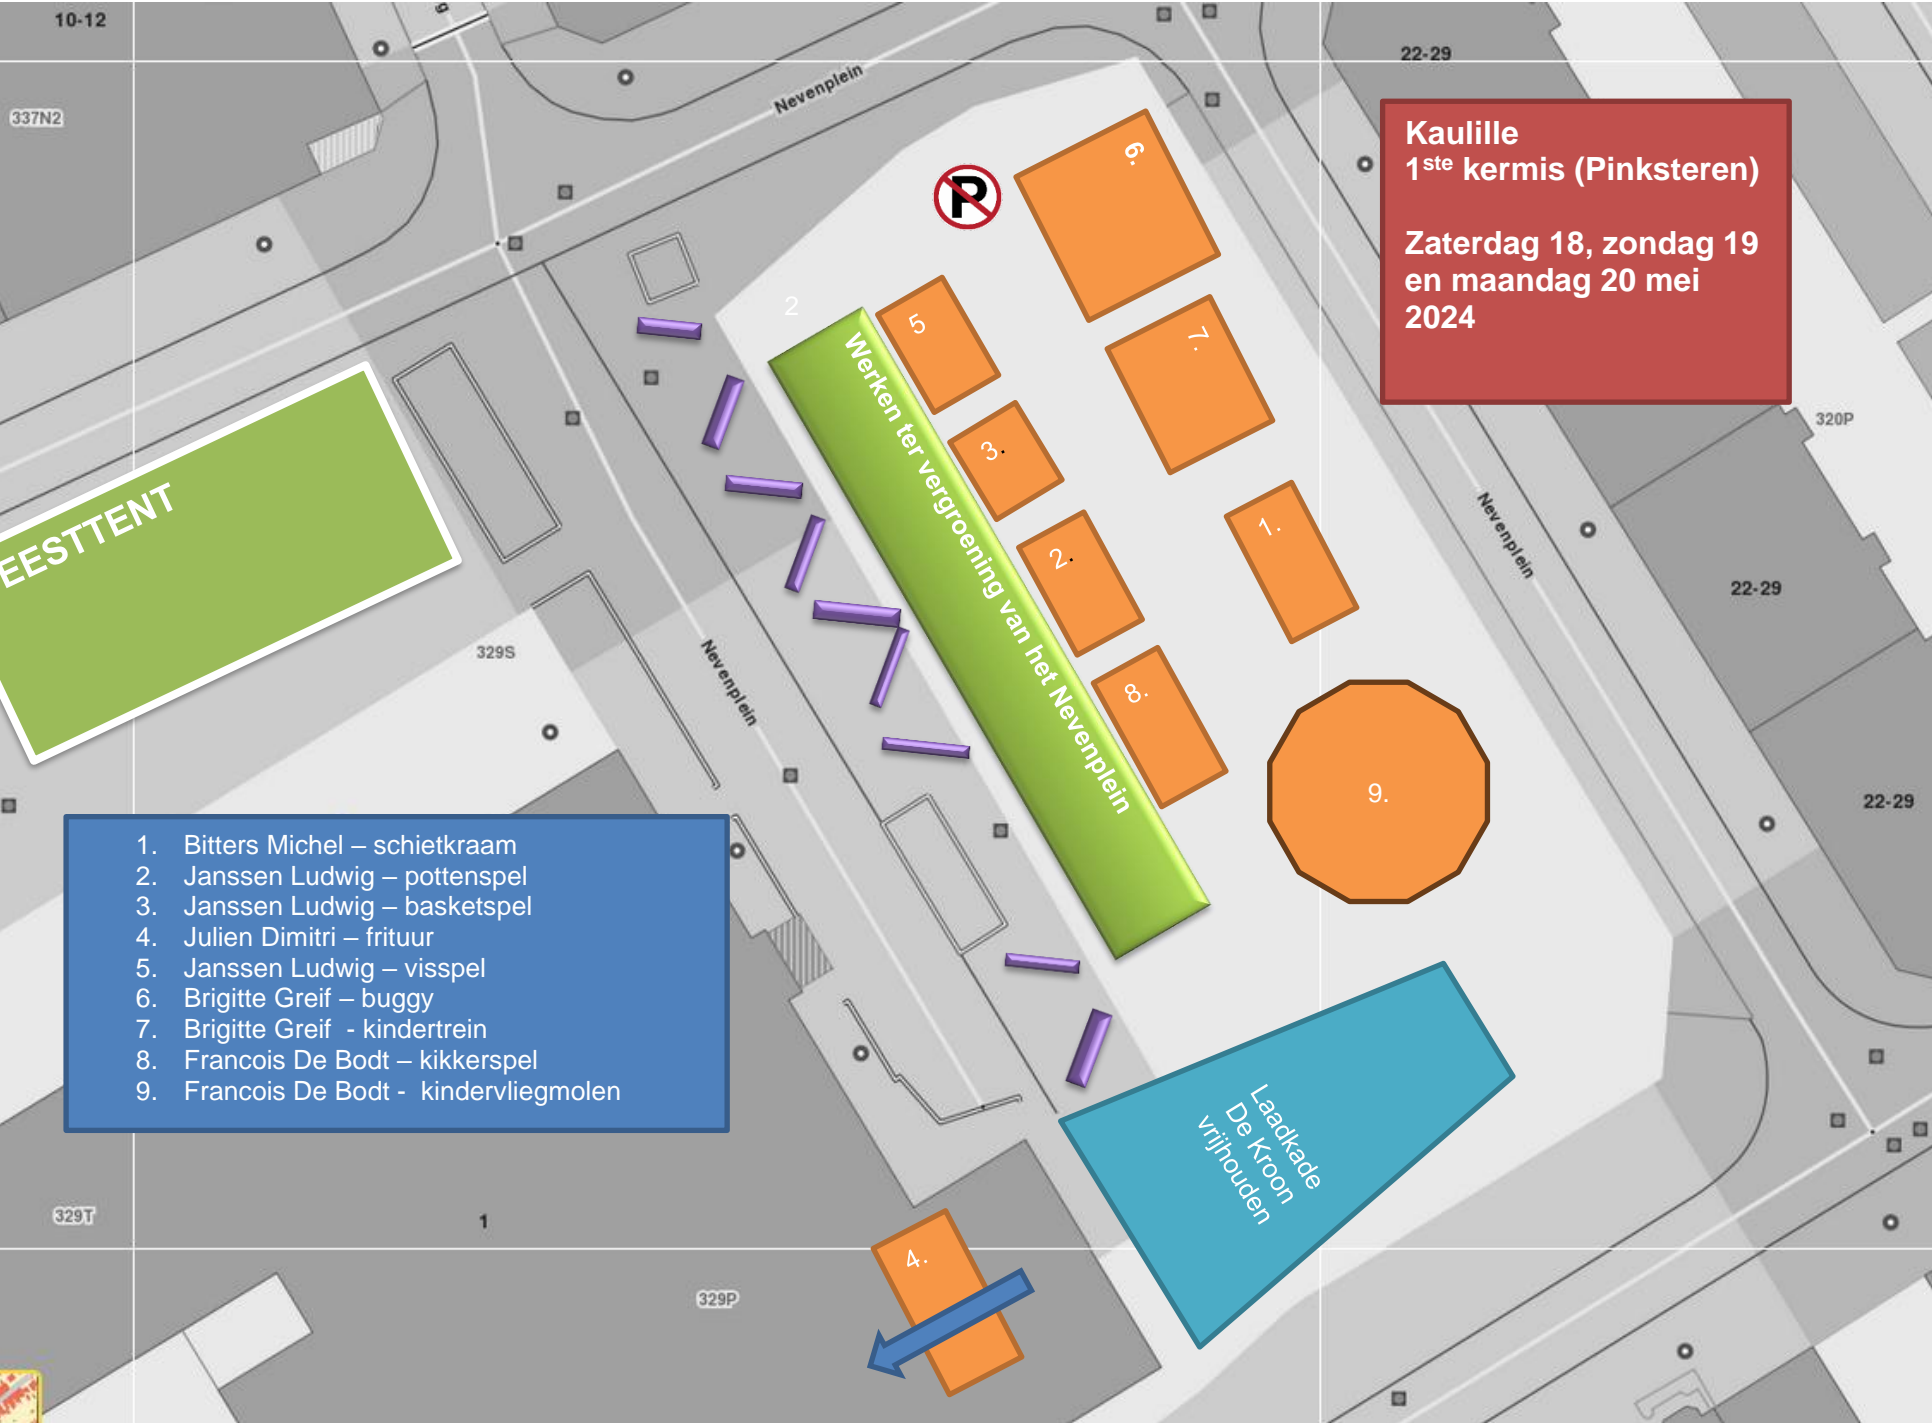 10-12
g
22-29
Nevenplein
337N2
Kaulille
1ste kermis (Pinksteren)
Zaterdag 18, zondag 19
en maandag 20 mei
2024
P
6.
2
5
7.
Werken ter vergroening van het Nevenplein
3.
320P
EESTTENT
1.
Nevenplein
2.
22-29
329S
Nevenplein
8.
9.
22-29
1. Bitters Michel – schietkraam
2. Janssen Ludwig – pottenspel
3. Janssen Ludwig – basketspel
4. Julien Dimitri – frituur
5. Janssen Ludwig – visspel
6. Brigitte Greif – buggy
7. Brigitte Greif - kindertrein
8. Francois De Bodt – kikkerspel
9. Francois De Bodt - kindervliegmolen
Laadkade
De Kroon
vrijhouden
329T
1
4.
329P